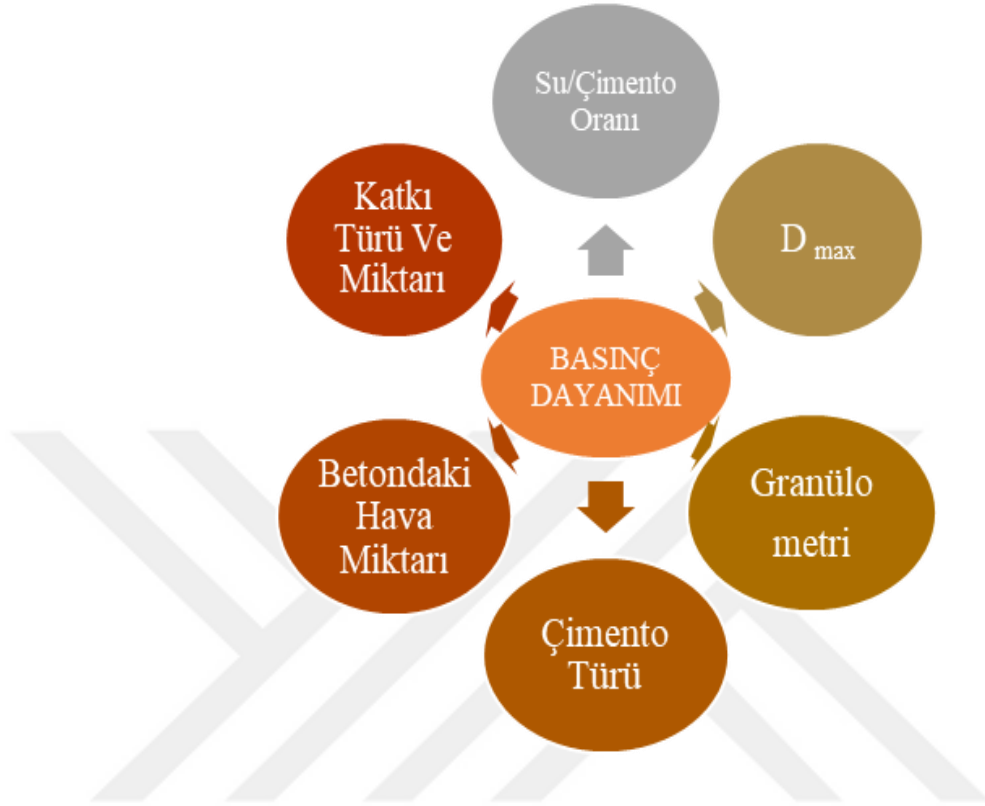 Su/Çimento
Oranı
Katkı
Türü Ve
Miktarı
D max
BASINÇ
DAYANIMI
Betondaki
Hava
Miktarı
Granülo
metri
Çimento
Türü